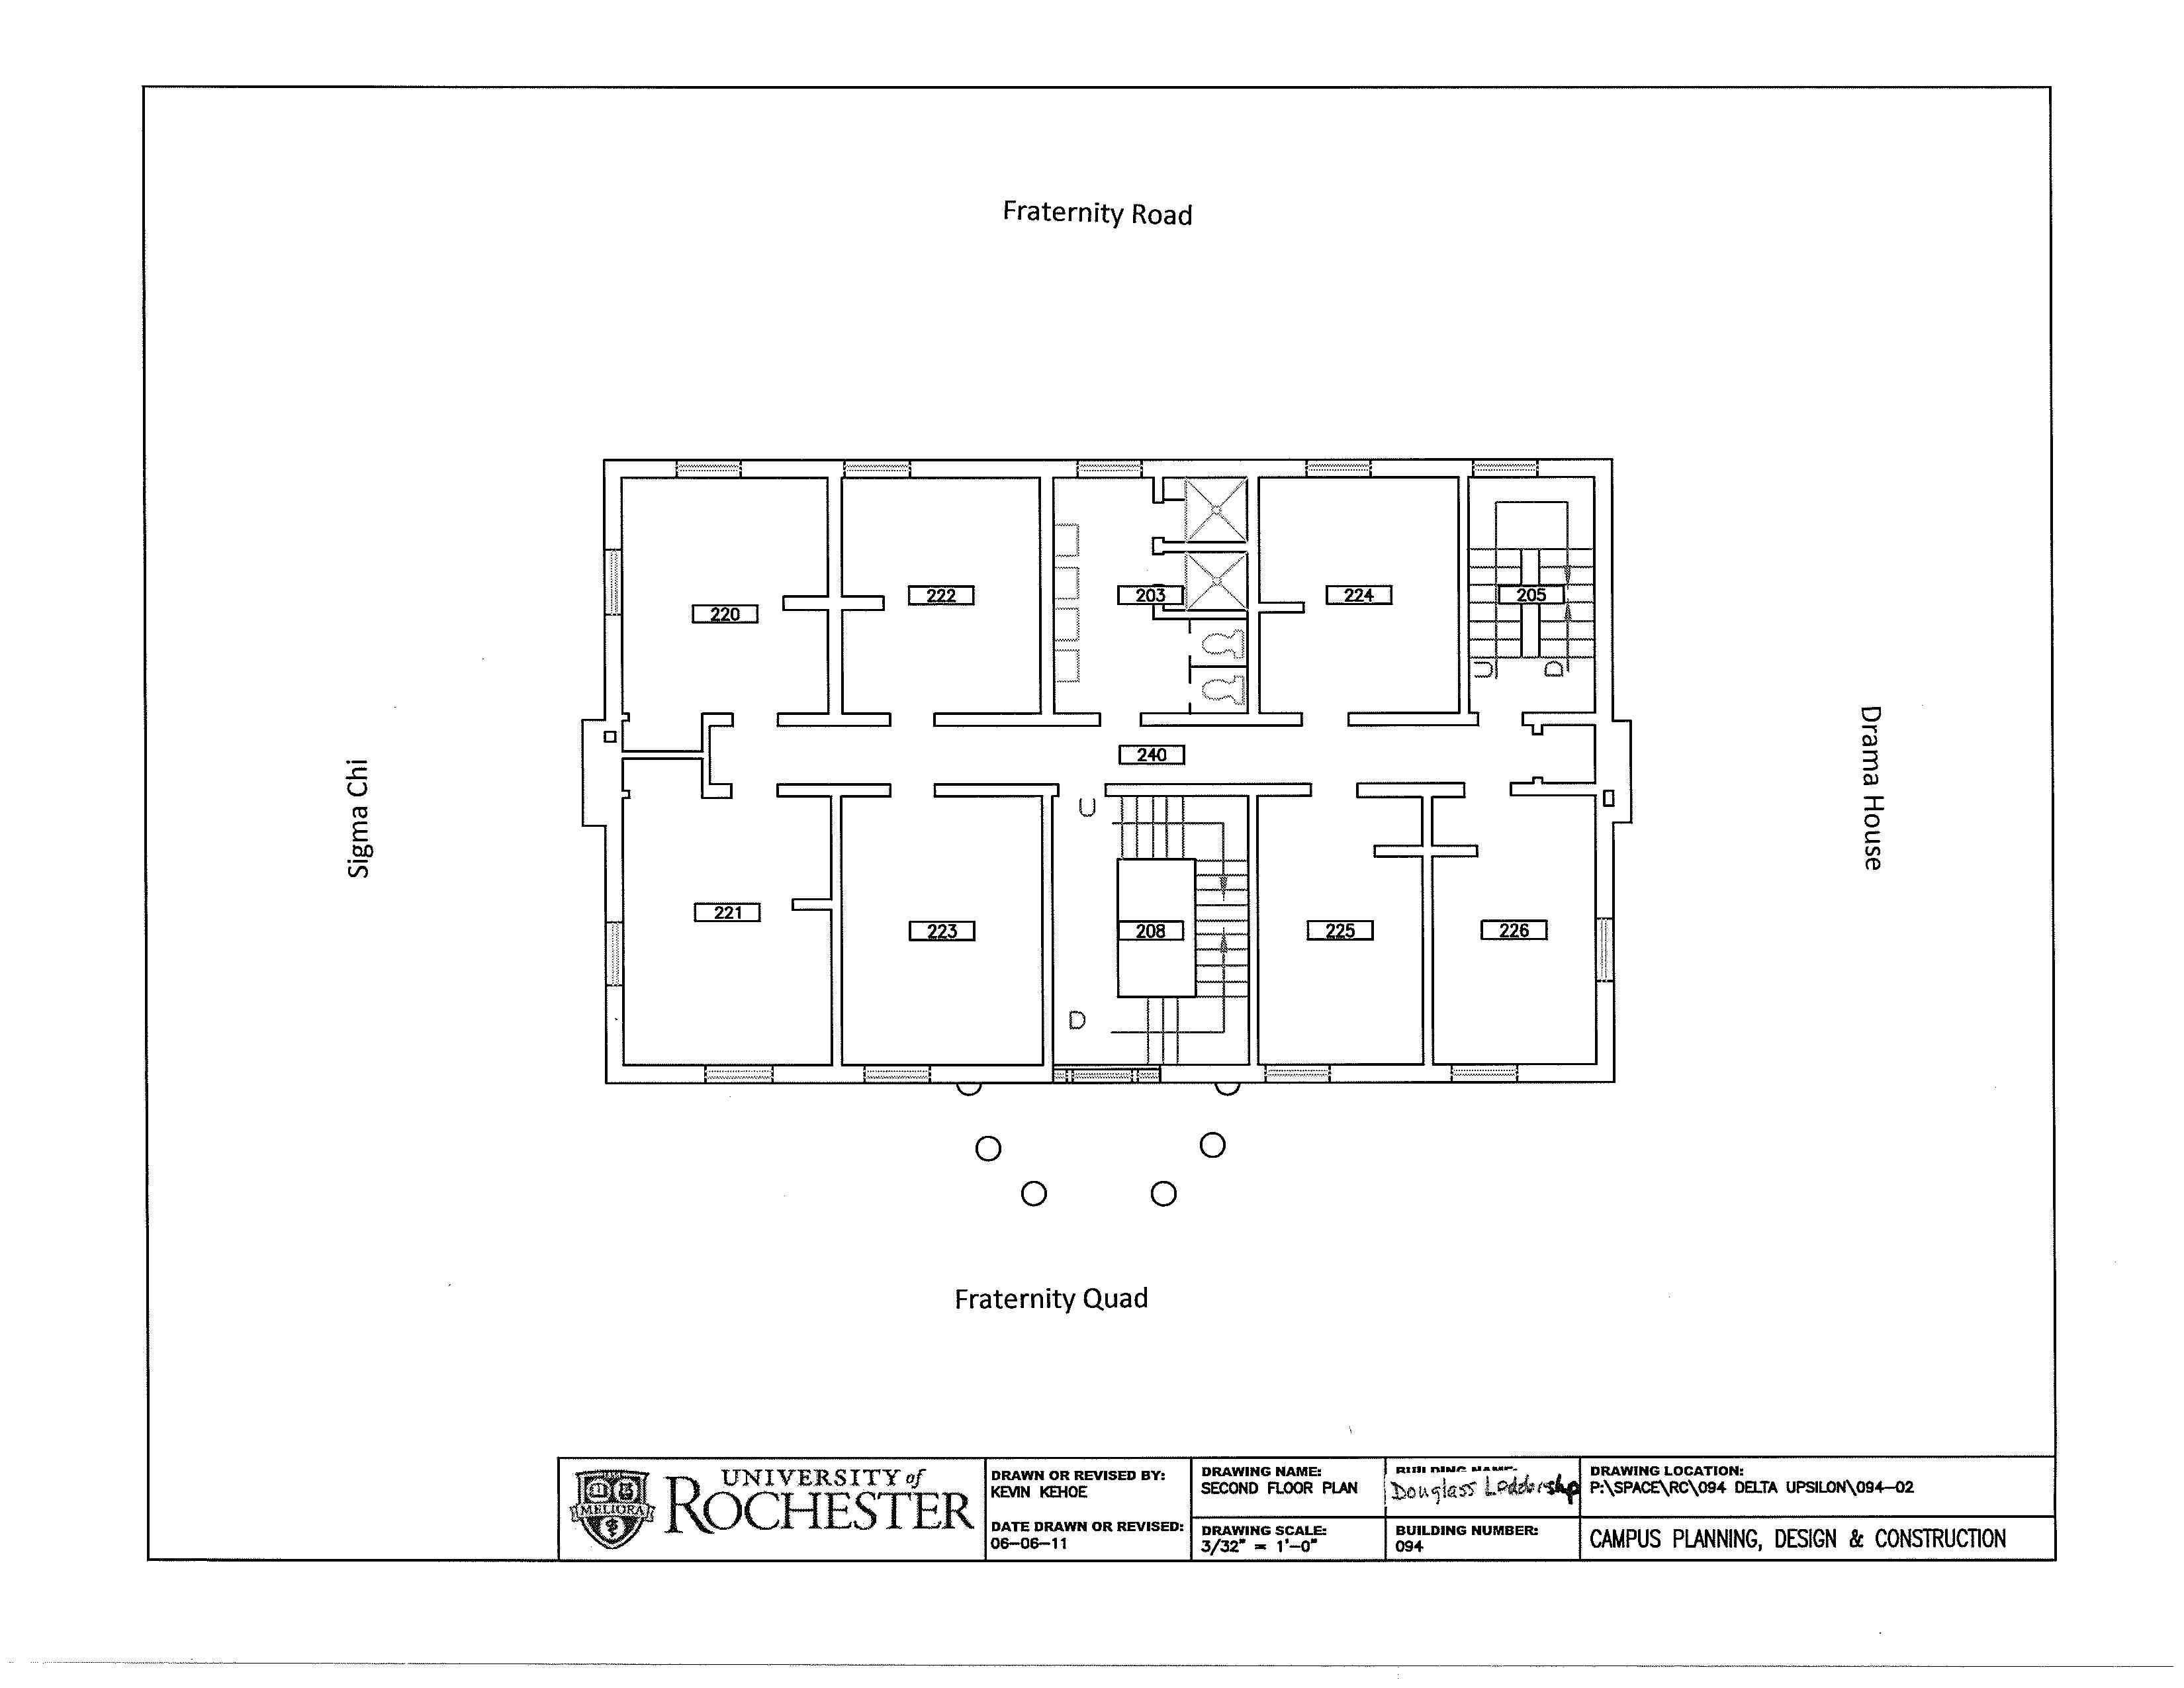 Fraternity Road
222
203
224
205
220
U
D
240
Sigma Chi
Drama House
U
221
223
208
225
226
D
Fraternity Quad
MELIORA
UNIVERSITY of
ROCHESTER
DRAWN OR REVISED BY:
KEVIN KEHOE
DATE DRAWN OR REVISED:
06-06-11
DRAWING NAME:
SECOND FLOOR PLAN
DRAWING SCALE:
3/32" = 1'-0"
BUILDING NAME:
Douglass Leadership
BUILDING NUMBER:
094
DRAWING LOCATION:
P:\SPACE\RC\094 DELTA UPSILON\094-02
CAMPUS PLANNING, DESIGN & CONSTRUCTION